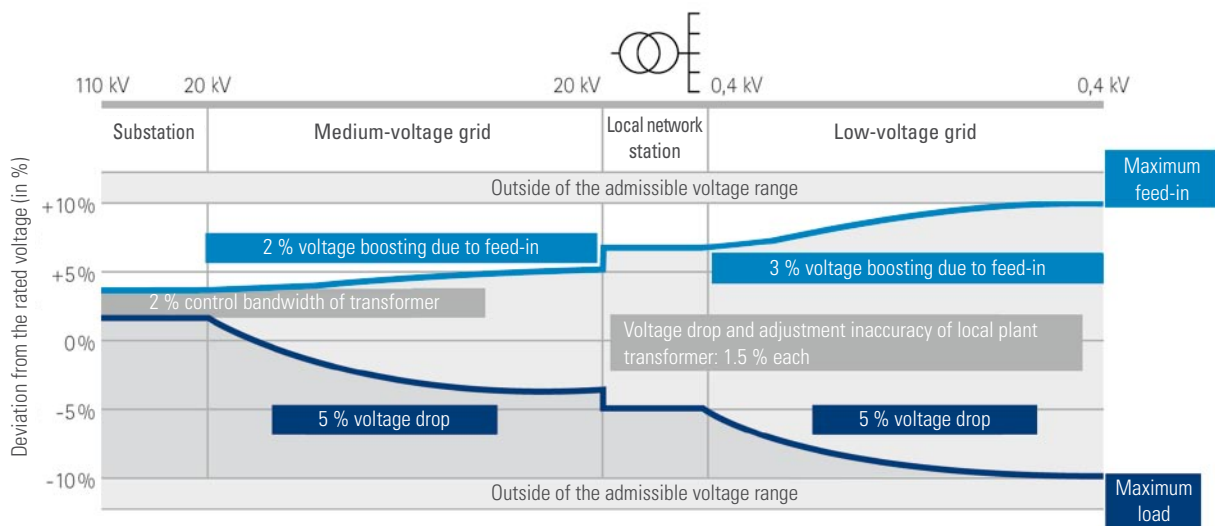 110 kV
20 kV
20 kV
0,4 kV
0,4 kV
Substation
Medium-voltage grid
Local network
station
Low-voltage grid
Deviation from the rated voltage (in %)
Outside of the admissible voltage range
Maximum
feed-in
+10%
2 % voltage boosting due to feed-in
3 % voltage boosting due to feed-in
+5%
2 % control bandwidth of transformer
0%
Voltage drop and adjustment inaccuracy of local plant
transformer: 1.5 % each
-5%
5 % voltage drop
5 % voltage drop
-10%
Outside of the admissible voltage range
Maximum
load